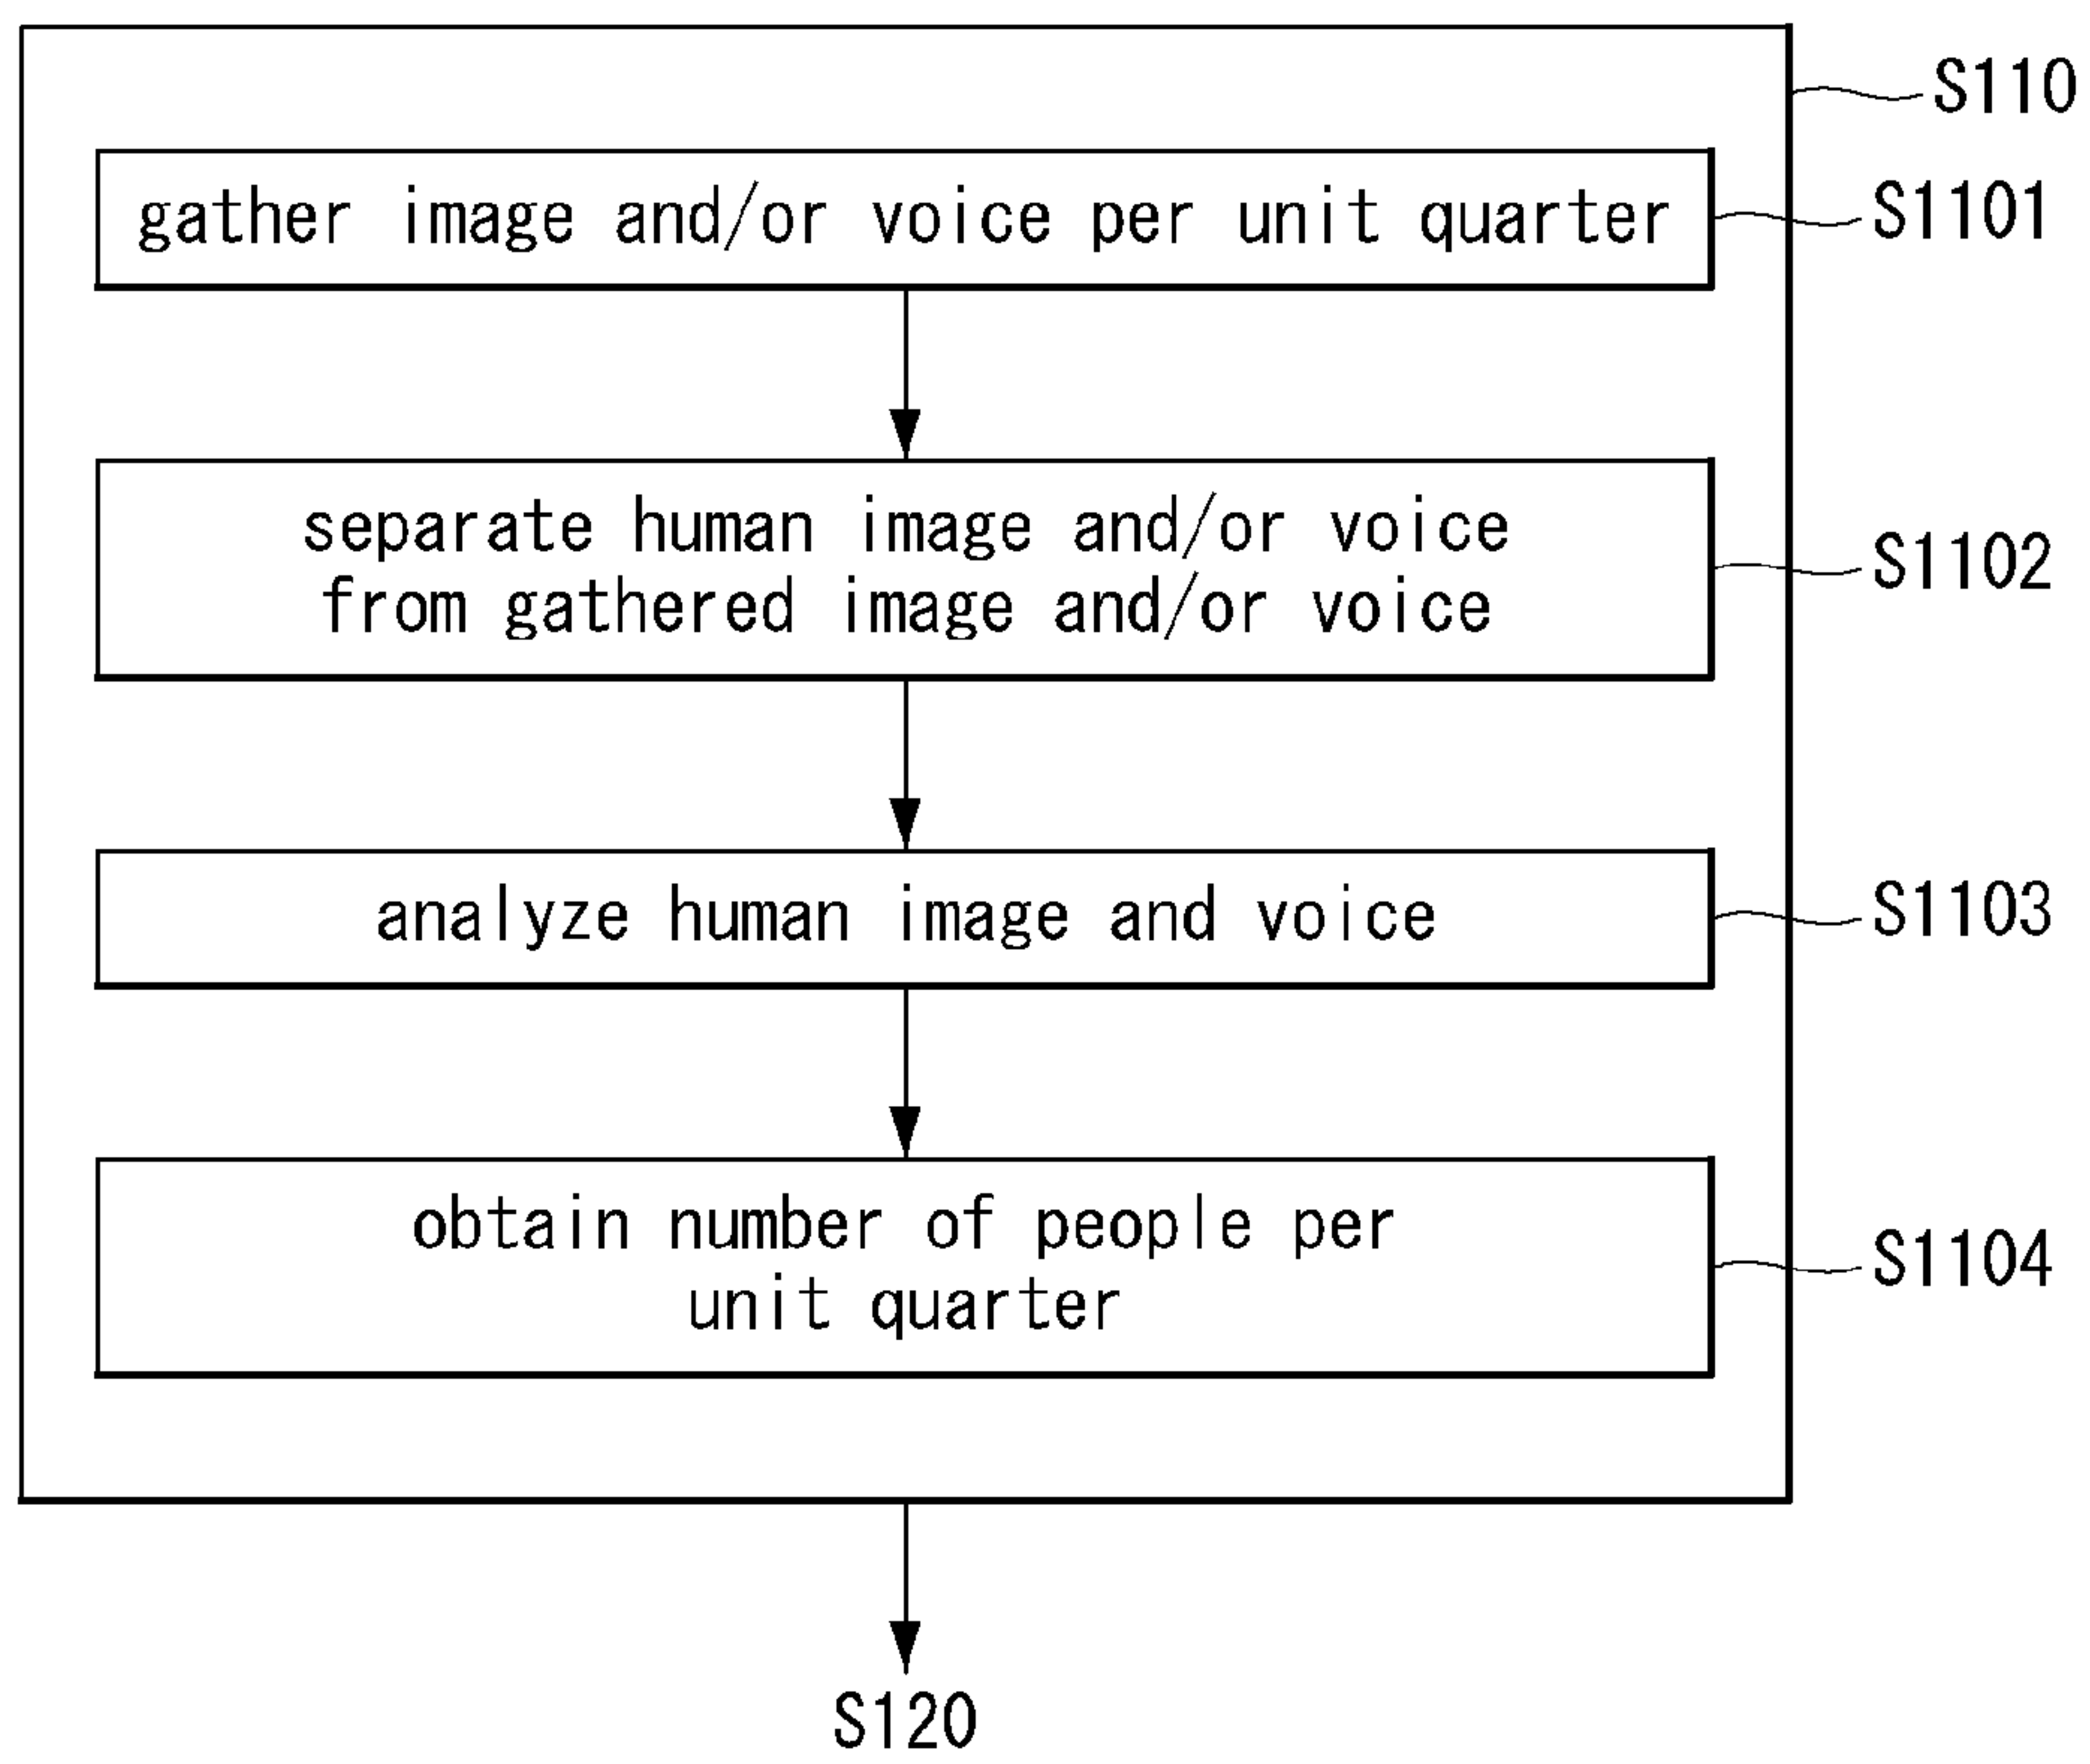 S110
gather image and/or voice per unit quarter
S1101
separate human image and/or voice
from gathered image and/or voice
S1102
analyze human image and voice
S1103
obtain number of people per
unit quarter
S1104
S120